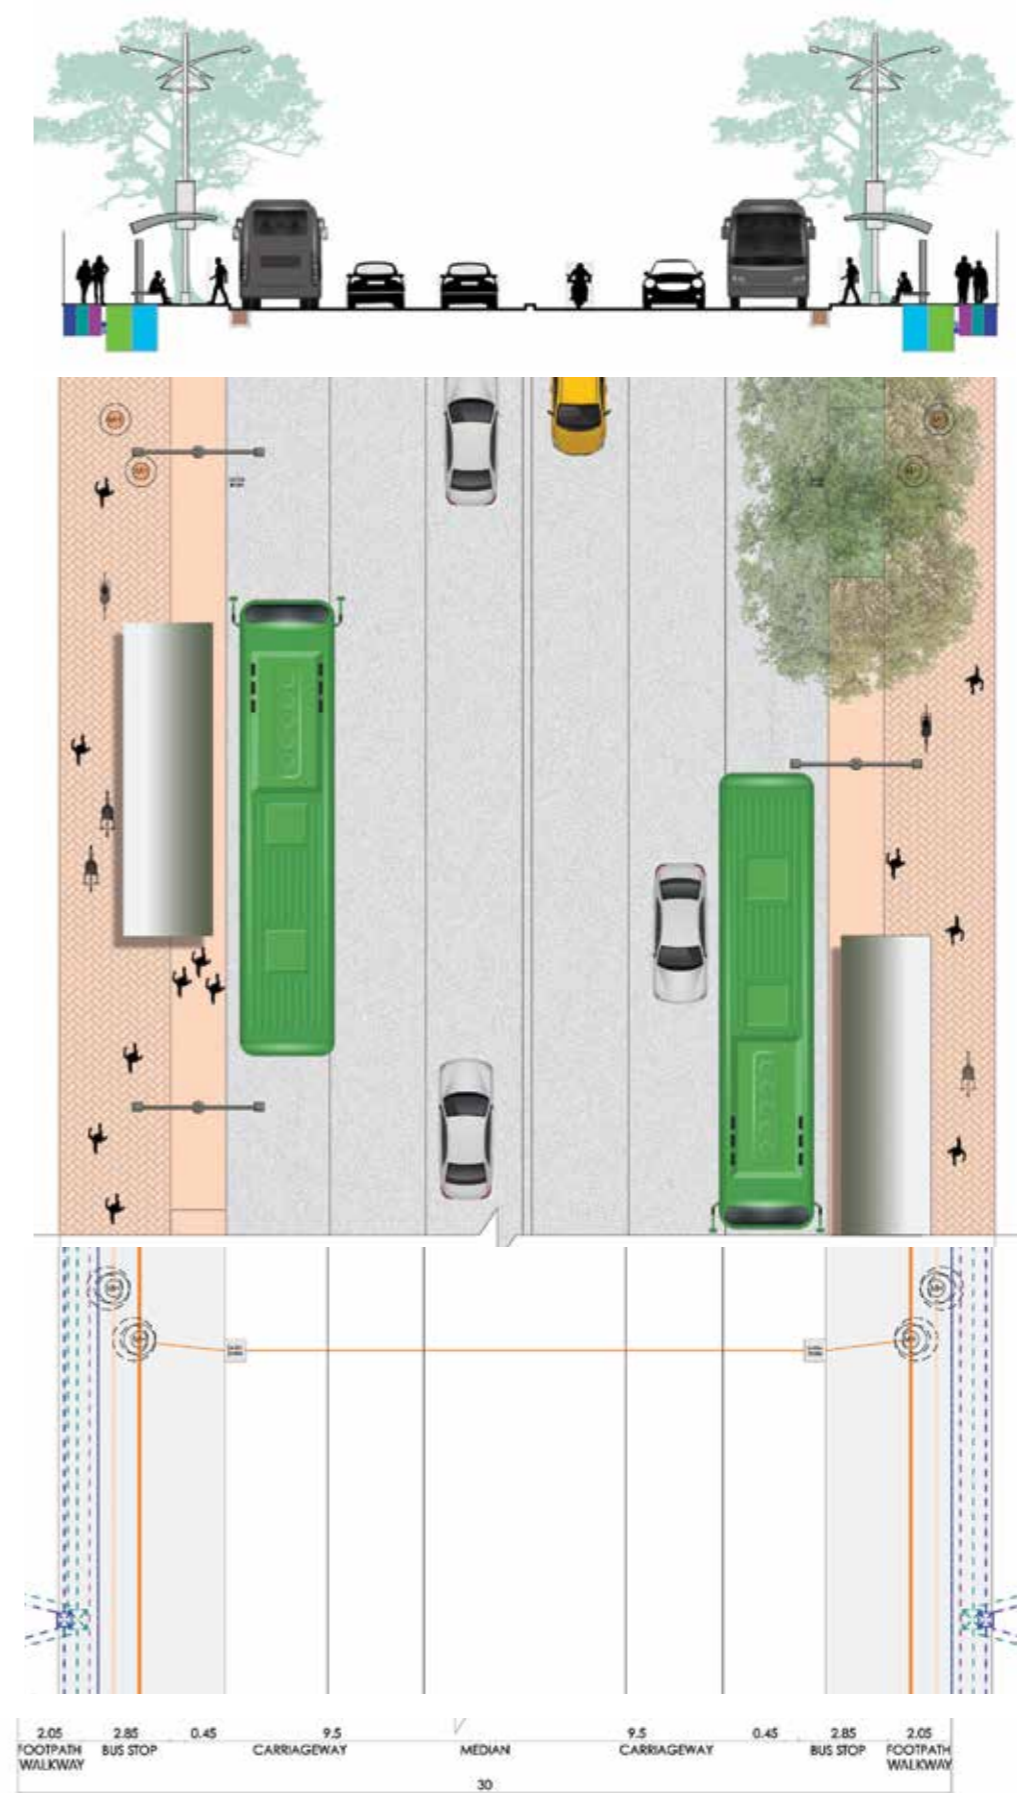 2.05 2.85 0.45 9.5 9.5 0.45 2.85 2.05
FOOTPATH WALKWAY BUS STOP CARRIAGEWAY MEDIAN CARRIAGEWAY BUS STOP FOOTPATH WALKWAY
30